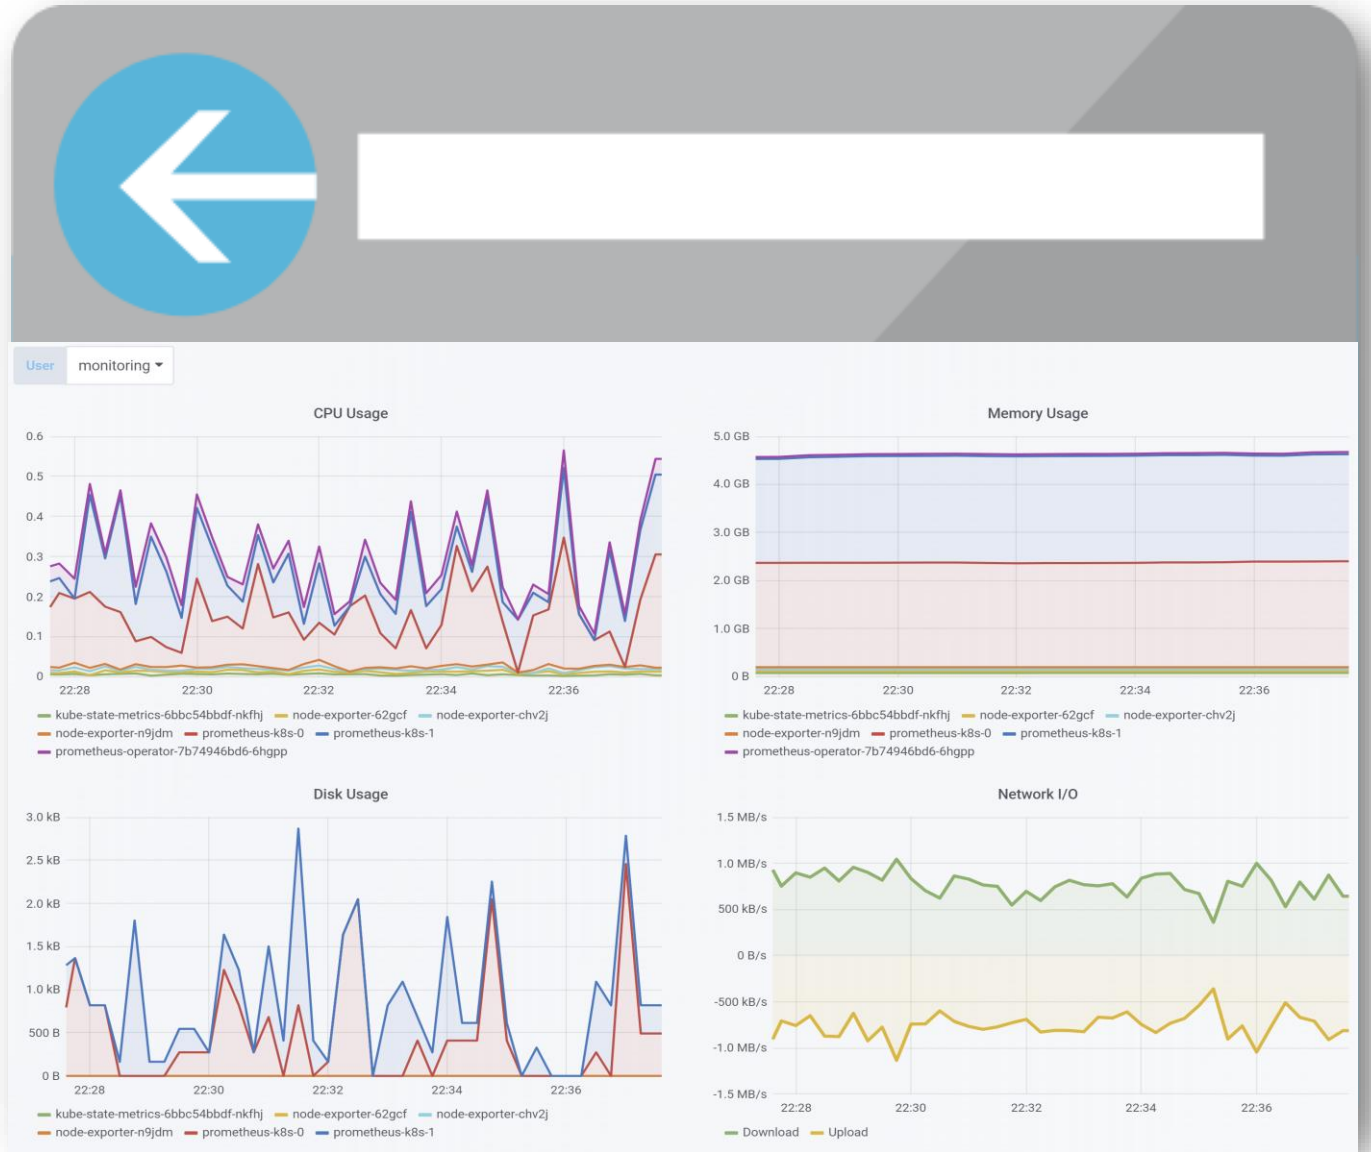 User monitoring
CPU Usage
0.6
0.5
0.4
0.3
0.2
0.1
0
22:28 22:30 22:32 22:34 22:36
kube-state-metrics-6bbc54bbdf-nkfhj node-exporter-62gcf node-exporter-chv2j
node-exporter-n9jdm prometheus-k8s-0 prometheus-k8s-1
prometheus-operator-7b74946bd6-6hgpp
Memory Usage
5.0 GB
4.0 GB
3.0 GB
2.0 GB
1.0 GB
0 B
22:28 22:30 22:32 22:34 22:36
kube-state-metrics-6bbc54bbdf-nkfhj node-exporter-62gcf node-exporter-chv2j
node-exporter-n9jdm prometheus-k8s-0 prometheus-k8s-1
prometheus-operator-7b74946bd6-6hgpp
Disk Usage
3.0 kB
2.5 kB
2.0 kB
1.5 kB
1.0 kB
500 B
0 B
22:28 22:30 22:32 22:34 22:36
kube-state-metrics-6bbc54bbdf-nkfhj node-exporter-62gcf node-exporter-chv2j
node-exporter-n9jdm prometheus-k8s-0 prometheus-k8s-1
Network I/O
1.5 MB/s
1.0 MB/s
500 kB/s
0 B/s
-500 kB/s
-1.0 MB/s
-1.5 MB/s
22:28 22:30 22:32 22:34 22:36
Download Upload